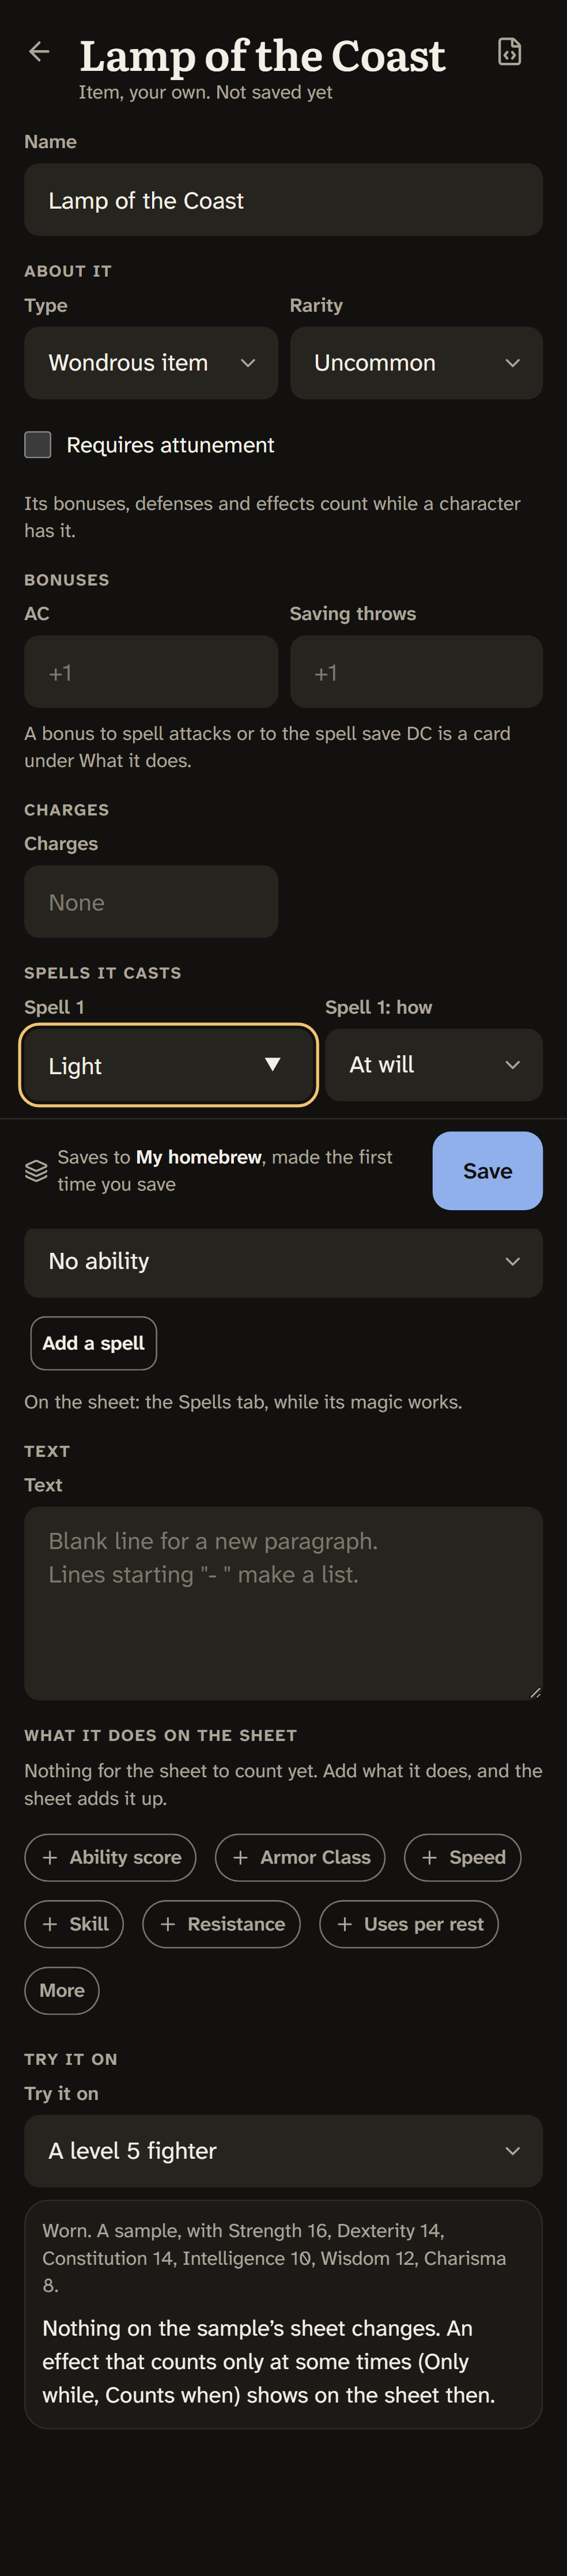 Lamp of the Coast
Item, your own. Not saved yet
Name
Lamp of the Coast
ABOUT IT
Type
Rarity
Wondrous item
Uncommon
Requires attunement
Its bonuses, defenses and effects count while a character
has it.
BONUSES
AC
Saving throws
+1
+1
A bonus to spell attacks or to the spell save DC is a card
under What it does.
CHARGES
Charges
None
SPELLS IT CASTS
Spell 1
Spell 1: how
Light
At will
Saves to My homebrew, made the first
time you save
Save
No ability
Add a spell
On the sheet: the Spells tab, while its magic works.
TEXT
Text
Blank line for a new paragraph.
Lines starting "- " make a list.
WHAT IT DOES ON THE SHEET
Nothing for the sheet to count yet. Add what it does, and the
sheet adds it up.
+ Ability score
+ Armor Class
+ Speed
+ Skill
+ Resistance
+ Uses per rest
More
TRY IT ON
Try it on
A level 5 fighter
Worn. A sample, with Strength 16, Dexterity 14,
Constitution 14, Intelligence 10, Wisdom 12, Charisma
8.
Nothing on the sample’s sheet changes. An
effect that counts only at some times (Only
while, Counts when) shows on the sheet then.